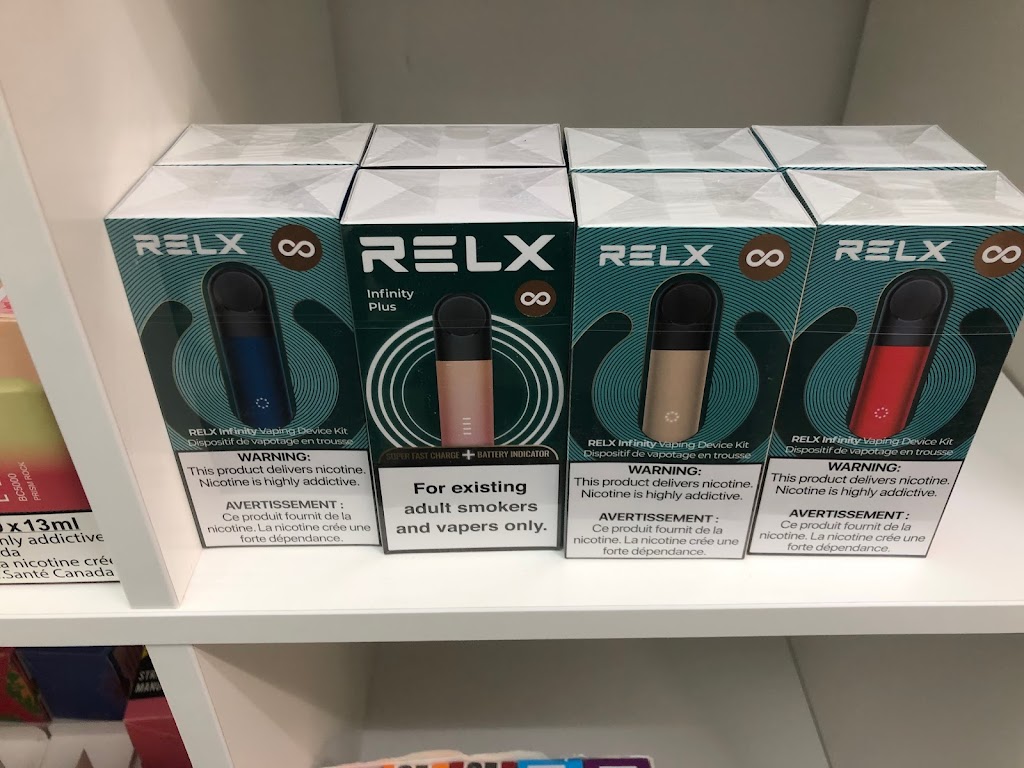 RELX
RELX Infinity Vaping Device Kit
Dispositif de vapotage en trousse
WARNING:
This product delivers nicotine.
Nicotine is highly addictive.
AVERTISSEMENT :
Ce produit fournit de la
nicotine. La nicotine crée une
forte dépendance.
RELX
Infinity
Plus
SUPER FAST CHARGE + BATTERY INDICATOR
For existing
adult smokers
and vapers only.
RELX
RELX Infinity Vaping Device Kit
Dispositif de vapotage en trousse
WARNING:
This product delivers nicotine.
Nicotine is highly addictive.
AVERTISSEMENT :
Ce produit fournit de la
nicotine. La nicotine crée une
forte dépendance.
RELX
RELX Infinity Vaping Device Kit
Dispositif de vapotage en trousse
WARNING:
This product delivers nicotine.
Nicotine is highly addictive.
AVERTISSEMENT :
Ce produit fournit de la
nicotine. La nicotine crée une
forte dépendance.
BC5000
PRISM ROCK
x13ml
nly addictive
da
a nicotine cré
.Santé Canada